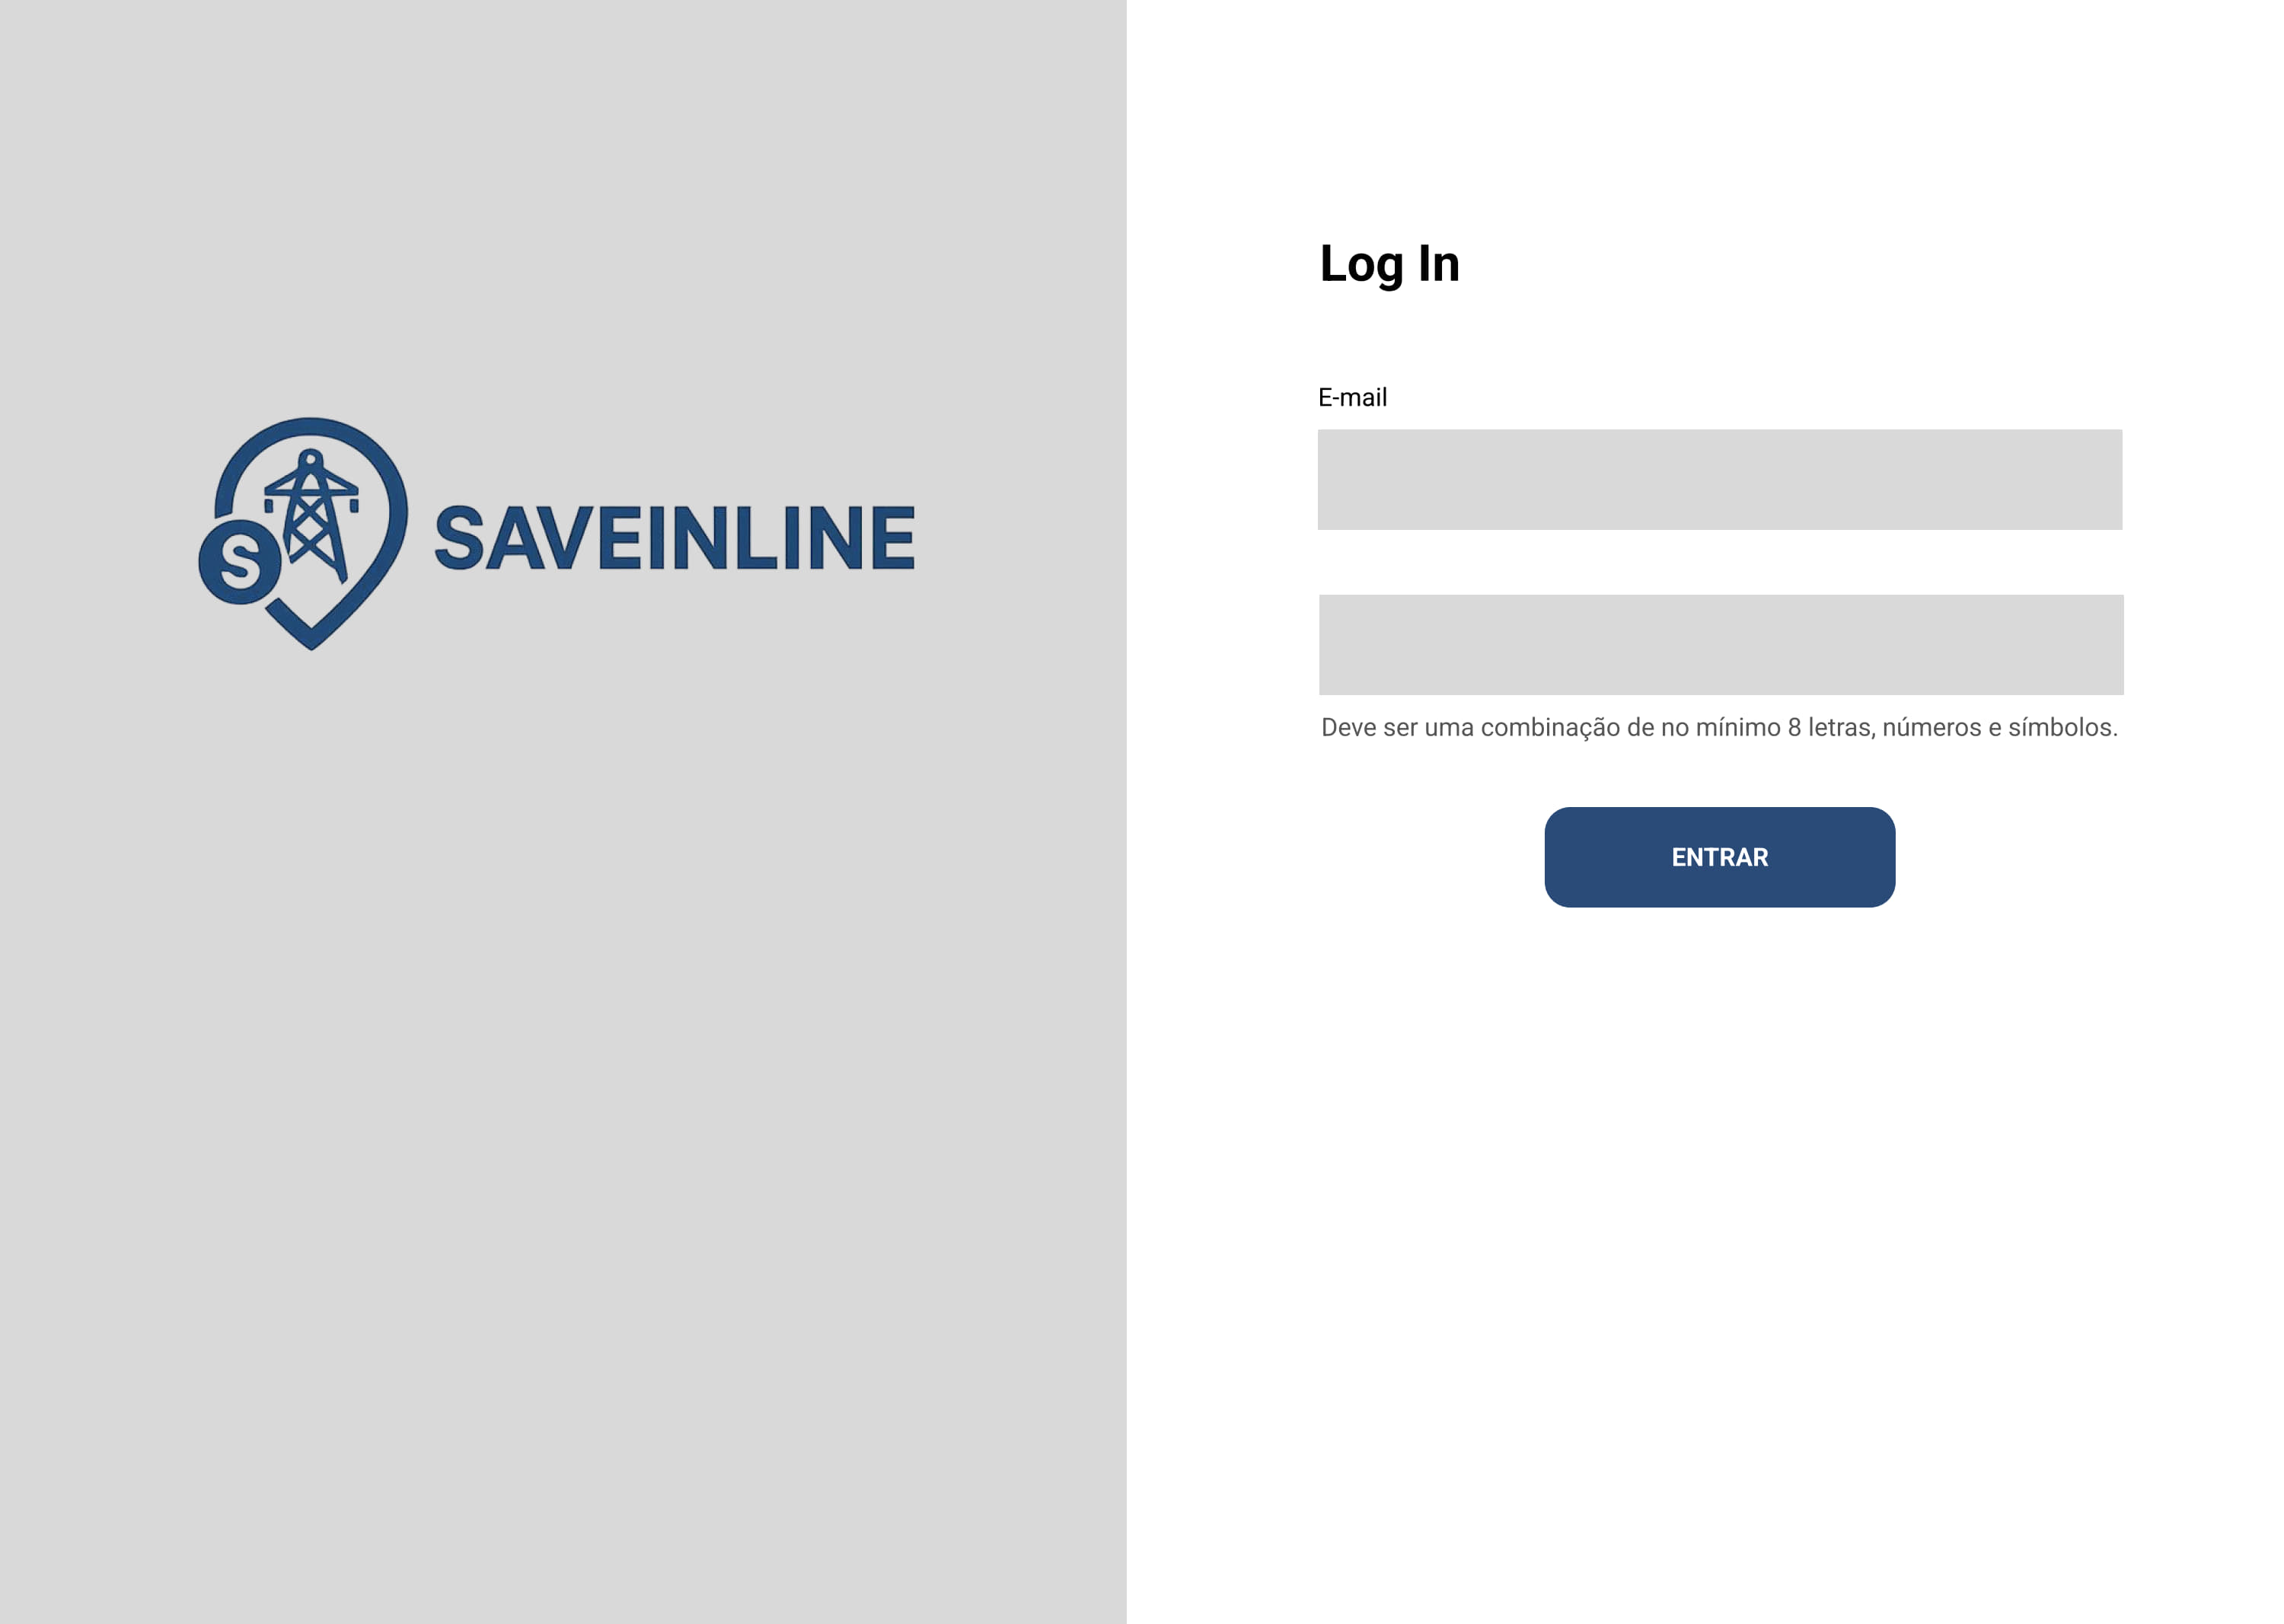 S
SAVEINLINE
Log In
E-mail
Deve ser uma combinação de no mínimo 8 letras, números e símbolos.
ENTRAR